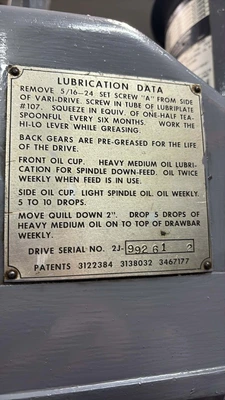 LUBRICATION DATA
REMOVE 5/16-24 SET SCREW "A" FROM SIDE
OF VARI-DRIVE. SCREW IN TUBE OF LUBRIPLATE
#107. SQUEEZE IN EQUIV. OF ONE-HALF TEA-
SPOONFUL EVERY SIX MONTHS. WORK THE
HI-LO LEVER WHILE GREASING.
BACK GEARS ARE PRE-GREASED FOR THE LIFE
OF THE DRIVE.
FRONT OIL CUP. HEAVY MEDIUM OIL LUBRI-
CATION FOR SPINDLE DOWN-FEED. OIL TWICE
WEEKLY WHEN FEED IS IN USE.
SIDE OIL CUP. LIGHT SPINDLE OIL. OIL WEEKLY
5 TO 10 DROPS.
MOVE QUILL DOWN 2". DROP 5 DROPS OF
HEAVY MEDIUM OIL ON TO TOP OF DRAWBAR
WEEKLY.
DRIVE SERIAL NO. 2J-99261 2
PATENTS 3122384 3138032 3467177